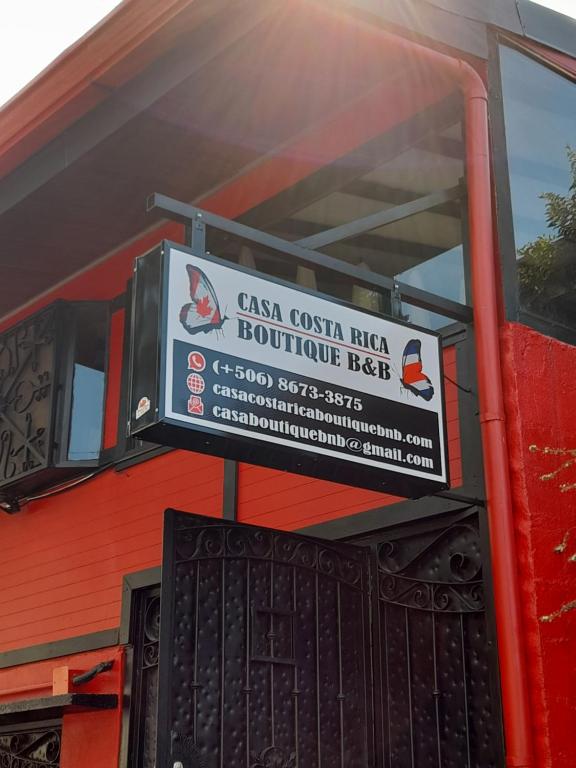 CASA COSTA RICA
BOUTIQUE B&B
(+506) 8673-3875
casacostaricaboutiquebnb.com
casaboutiquebnb@gmail.com